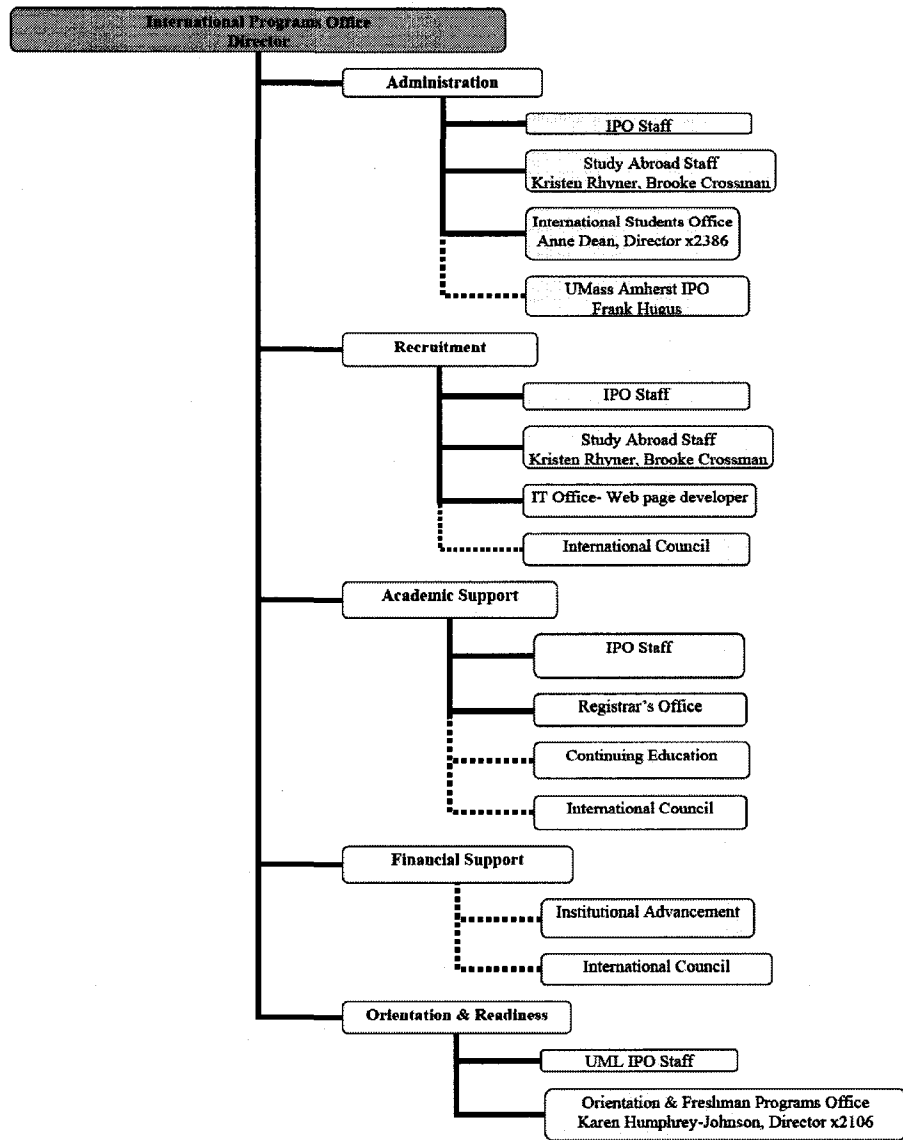 International Programs Office
Director
Administration
IPO Staff
Study Abroad Staff
Kristen Rhyner, Brooke Crossman
International Students Office
Anne Dean, Director x2386
UMass Amherst IPO
Frank Hugus
Recruitment
IPO Staff
Study Abroad Staff
Kristen Rhyner, Brooke Crossman
IT Office- Web page developer
International Council
Academic Support
IPO Staff
Registrar's Office
Continuing Education
International Council
Financial Support
Institutional Advancement
International Council
Orientation & Readiness
UML IPO Staff
Orientation & Freshman Programs Office
Karen Humphrey-Johnson, Director x2106